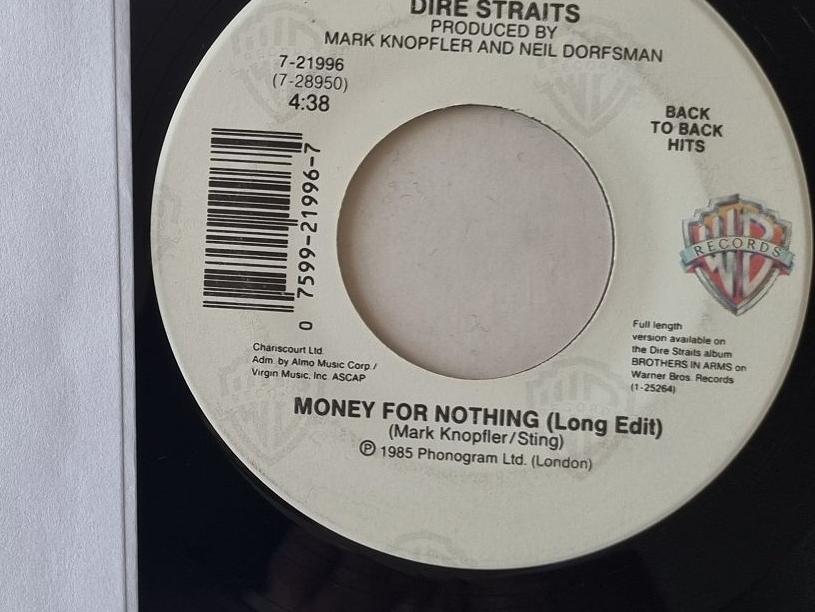 DIRE STRAITS
PRODUCED BY
MARK KNOPFLER AND NEIL DORFSMAN
7-21996
(7-28950)
4:38
BACK
TO BACK
HITS
0 7599-21996-7
RECORDS
Full length
version available on
the Dire Straits album
BROTHERS IN ARMS on
Warner Bros. Records
(1-25264)
Chariscourt Ltd.
Adm. by Almo Music Corp./
Virgin Music, Inc. ASCAP
MONEY FOR NOTHING (Long Edit)
(Mark Knopfler/Sting)
℗ 1985 Phonogram Ltd. (London)